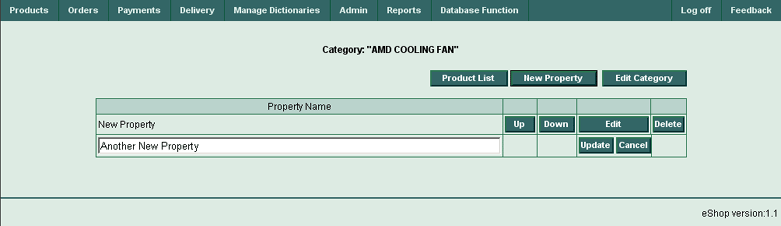 Products Orders Payments Delivery Manage Dictionaries Admin Reports Database Function Log off Feedback
Category: "AMD COOLING FAN"
Product List New Property Edit Category
Property Name
New Property Up Down Edit Delete
Another New Property Update Cancel
eShop version:1.1